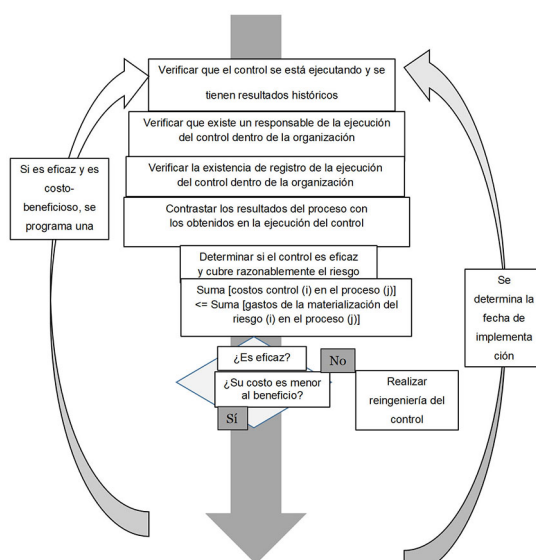 Verificar que el control se está ejecutando y se
tienen resultados históricos
Verificar que existe un responsable de la ejecución
del control dentro de la organización
Verificar la existencia de registro de la ejecución
del control dentro de la organización
Contrastar los resultados del proceso con
los obtenidos en la ejecución del control
Determinar si el control es eficaz
y cubre razonablemente el riesgo
Suma [costos control (i) en el proceso (j)]
<= Suma [gastos de la materialización del
riesgo (i) en el proceso (j)]
¿Es eficaz?
No
¿Su costo es menor
al beneficio?
Sí
Realizar
reingeniería del
control
Si es eficaz y es
costo-
beneficioso, se
programa una
Se
determina la
fecha de
implementa
ción